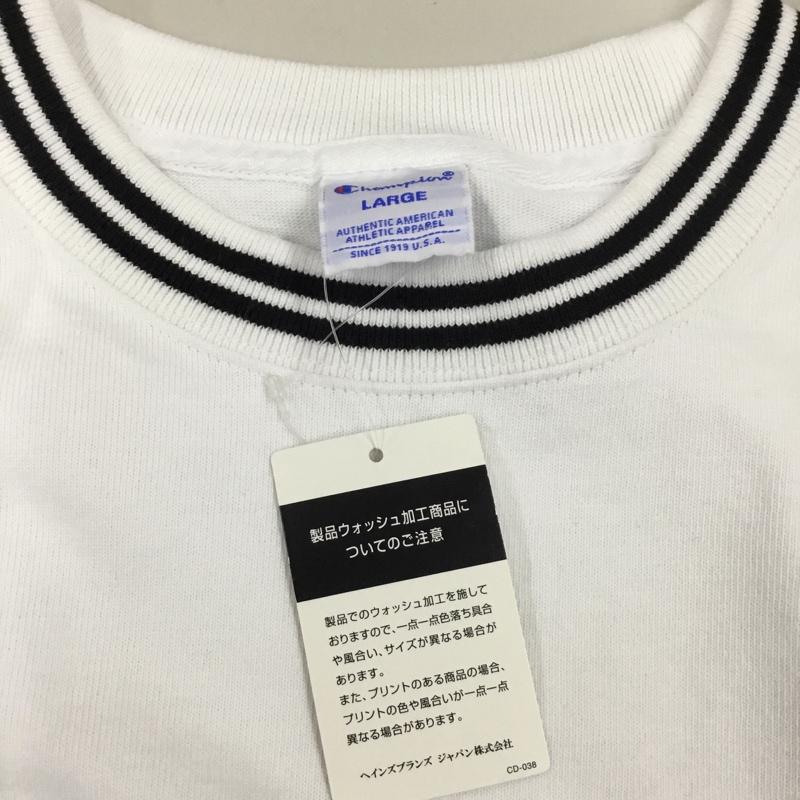 Champion®
LARGE
AUTHENTIC AMERICAN
ATHLETIC APPAREL
SINCE 1919 U.S.A.
製品ウォッシュ加工商品に
ついてのご注意
製品でのウォッシュ加工を施して
おりますので、一点一点色落ち具合
や風合い、サイズが異なる場合が
あります。
また、プリントのある商品の場合、
プリントの色や風合いが一点一点
異なる場合があります。
ヘインズブランズ ジャパン株式会社
CD-038